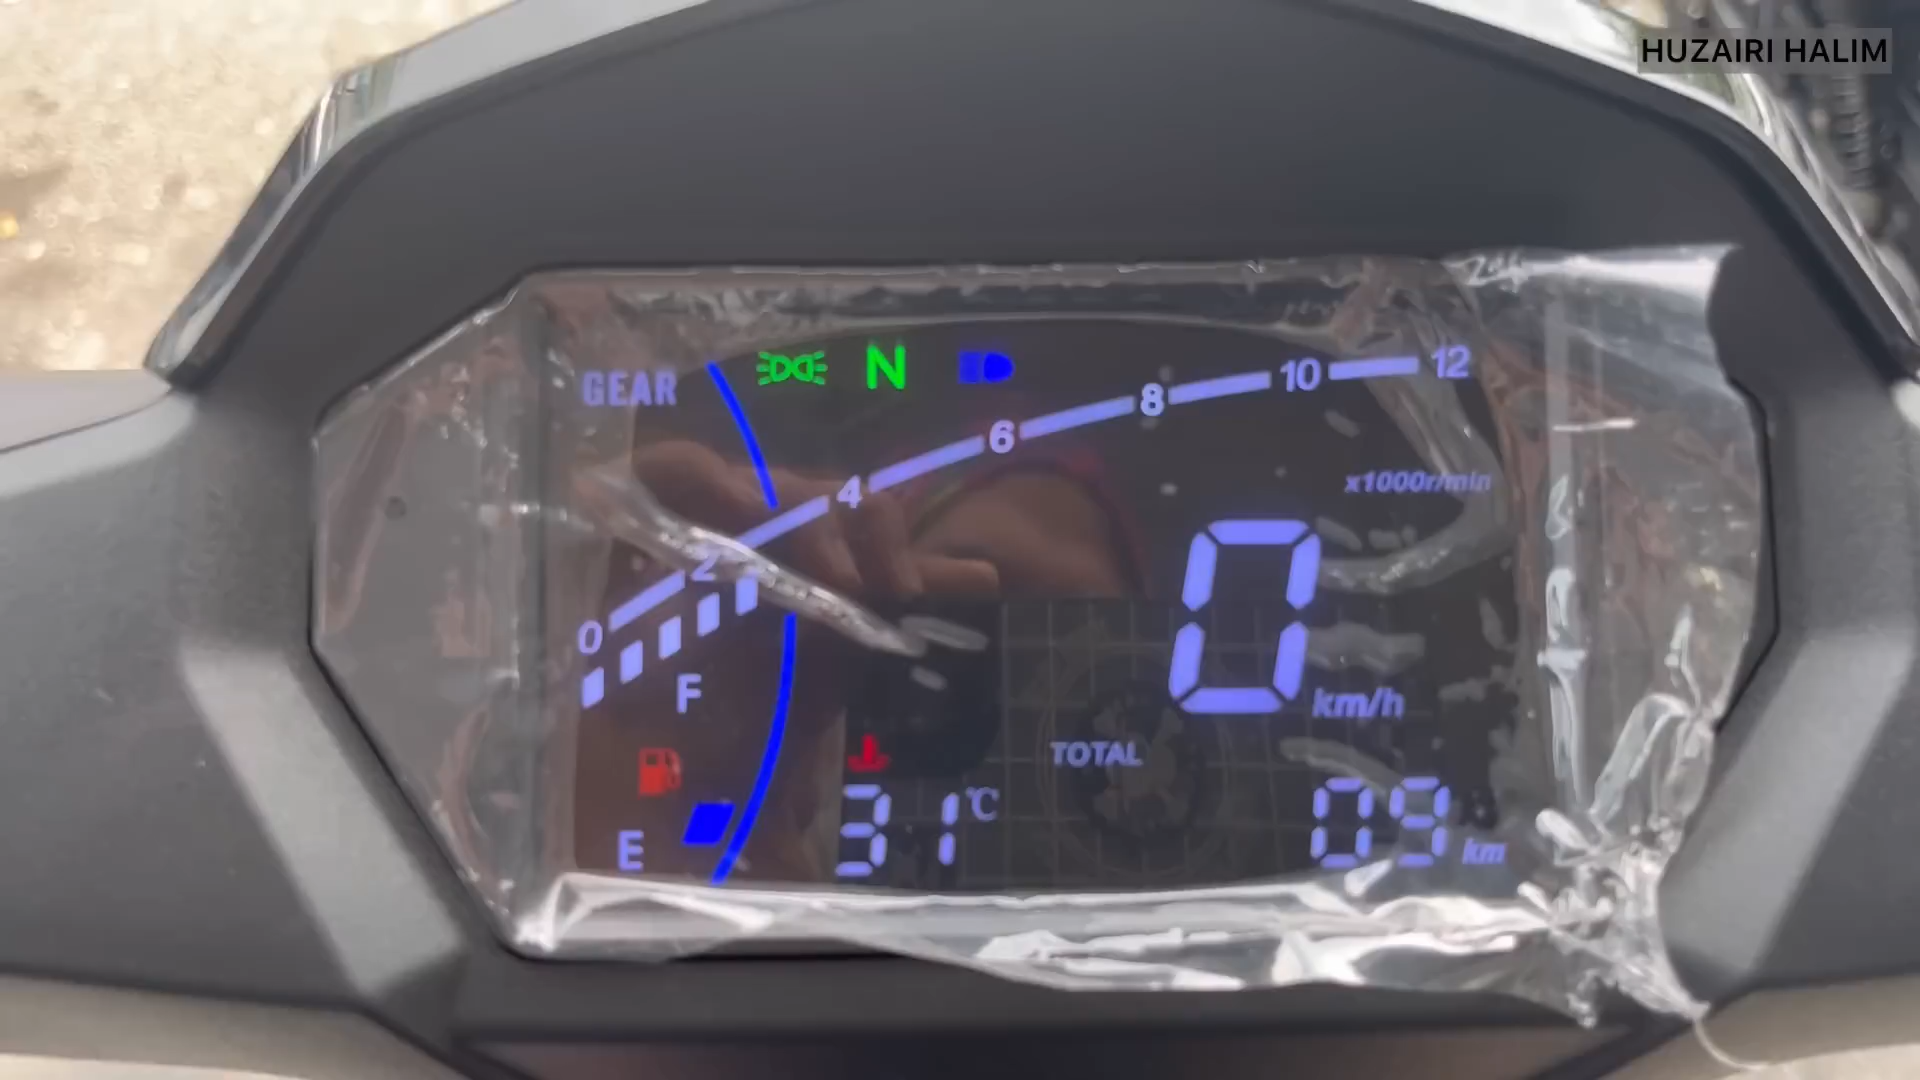 HUZAIRI HALIM
GEAR
N
0 2 4 6 8 10 12
x1000r/min
0 km/h
F
E
31 °C
TOTAL
09 km